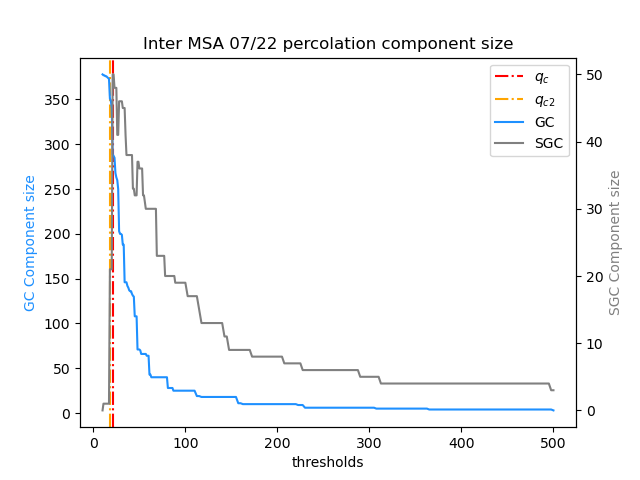 Inter MSA 07/22 percolation component size
350
300
250
200
150
100
50
0
GC Component size
50
40
30
20
10
0
SGC Component size
q_c
q_{c2}
GC
SGC
0 100 200 300 400 500
thresholds